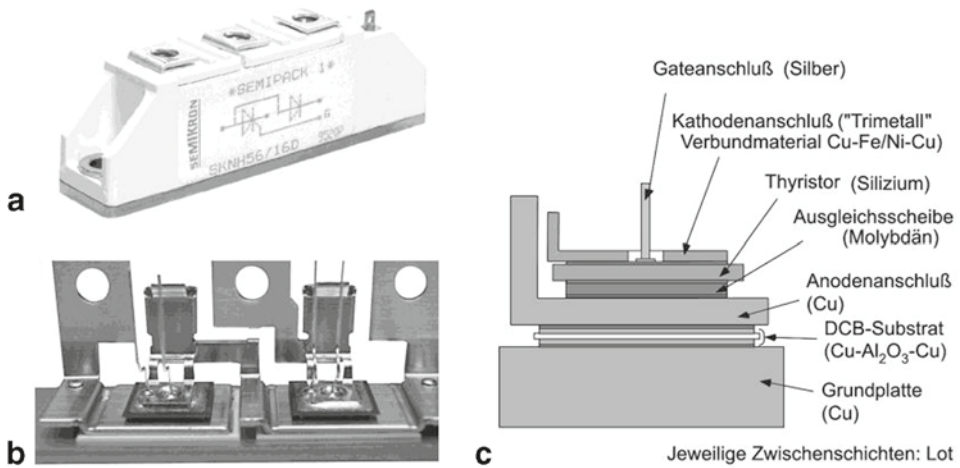 a
*SEMIPACK 1*
SEMIKRON
G
SKNH56/16D
b
Gateanschluß (Silber)
Kathodenanschluß ("Trimetall"
Verbundmaterial Cu-Fe/Ni-Cu)
Thyristor (Silizium)
Ausgleichsscheibe
(Molybdän)
Anodenanschluß
(Cu)
DCB-Substrat
(Cu-Al₂O₃-Cu)
Grundplatte
(Cu)
c
Jeweilige Zwischenschichten: Lot